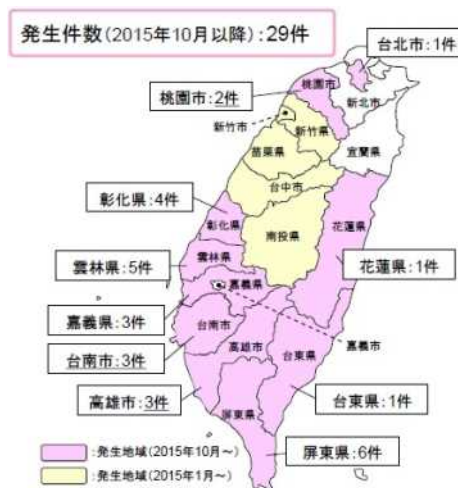 発生件数(2015年10月以降):29件
台北市:1件
桃園市
桃園市:2件
新北市
新竹市
新竹県
苗栗県
宜蘭県
台中市
彰化県:4件
花蓮県
彰化県
南投県
雲林県
雲林県:5件
花蓮県:1件
嘉義県
嘉義県:3件
台南市
嘉義市
台南市:3件
高雄市
台東県
高雄市:3件
台東県:1件
屏東県
:発生地域(2015年10月~)
屏東県:6件
:発生地域(2015年1月~)